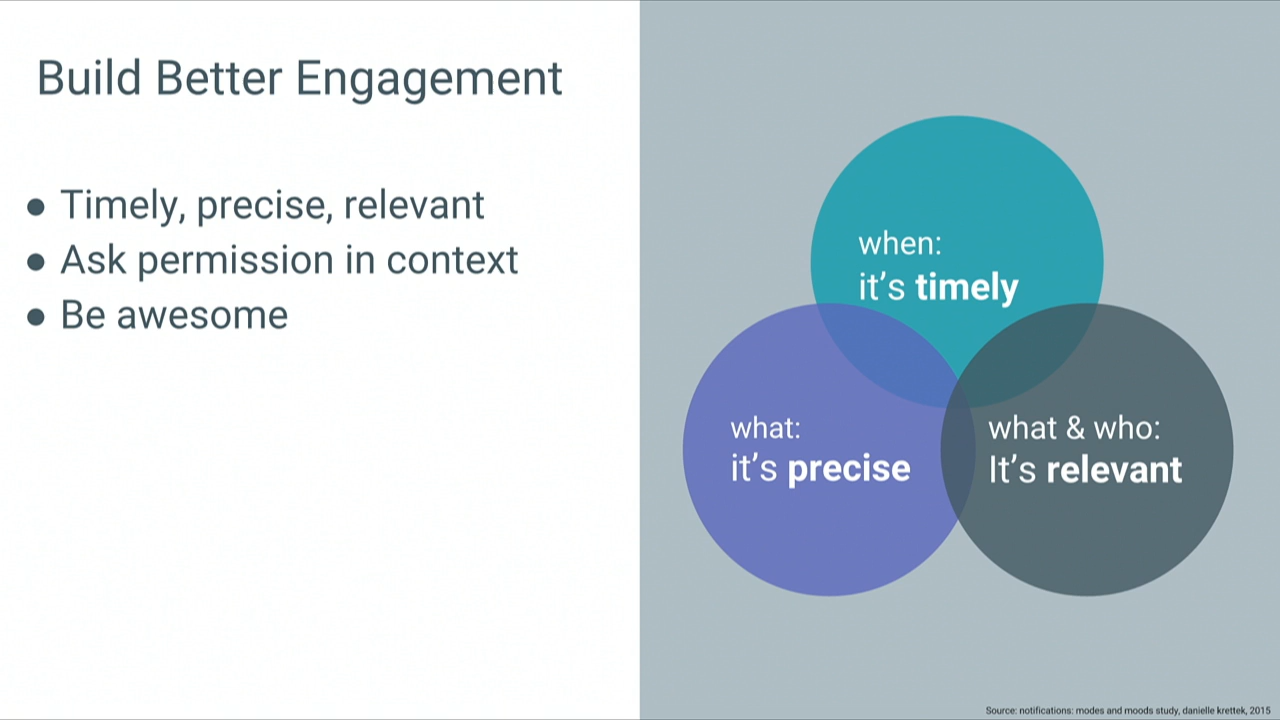 Build Better Engagement
● Timely, precise, relevant
● Ask permission in context
● Be awesome
when:
it's timely
what:
it's precise
what & who:
It's relevant
Source: notifications: modes and moods study, danielle krettek, 2015